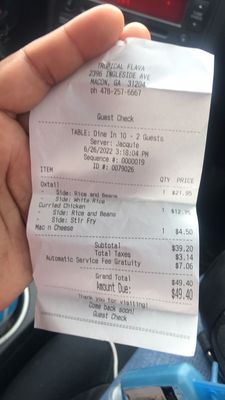 TROPICAL FLAVA
2396 INGLESIDE AVE
MACON, GA 31204
ph 478-257-6667
Guest Check
TABLE: Dine In 10 - 2 Guests
Server: Jacquie
6/26/2022 3:18:04 PM
Sequence #: 0000019
ID #: 0079026
ITEM QTY PRICE
Oxtail 1 $21.95
- Side: Rice and Beans
- Side: White Rice
Curried Chicken 1 $12.75
- Side: Rice and Beans
- Side: Stir Fry
Mac n Cheese 1 $4.50
Subtotal $39.20
Total Taxes $3.14
Automatic Service Fee Gratuity $7.06
Grand Total $49.40
Amount Due: $49.40
Thank you for visiting!
Come back soon!
Guest Check